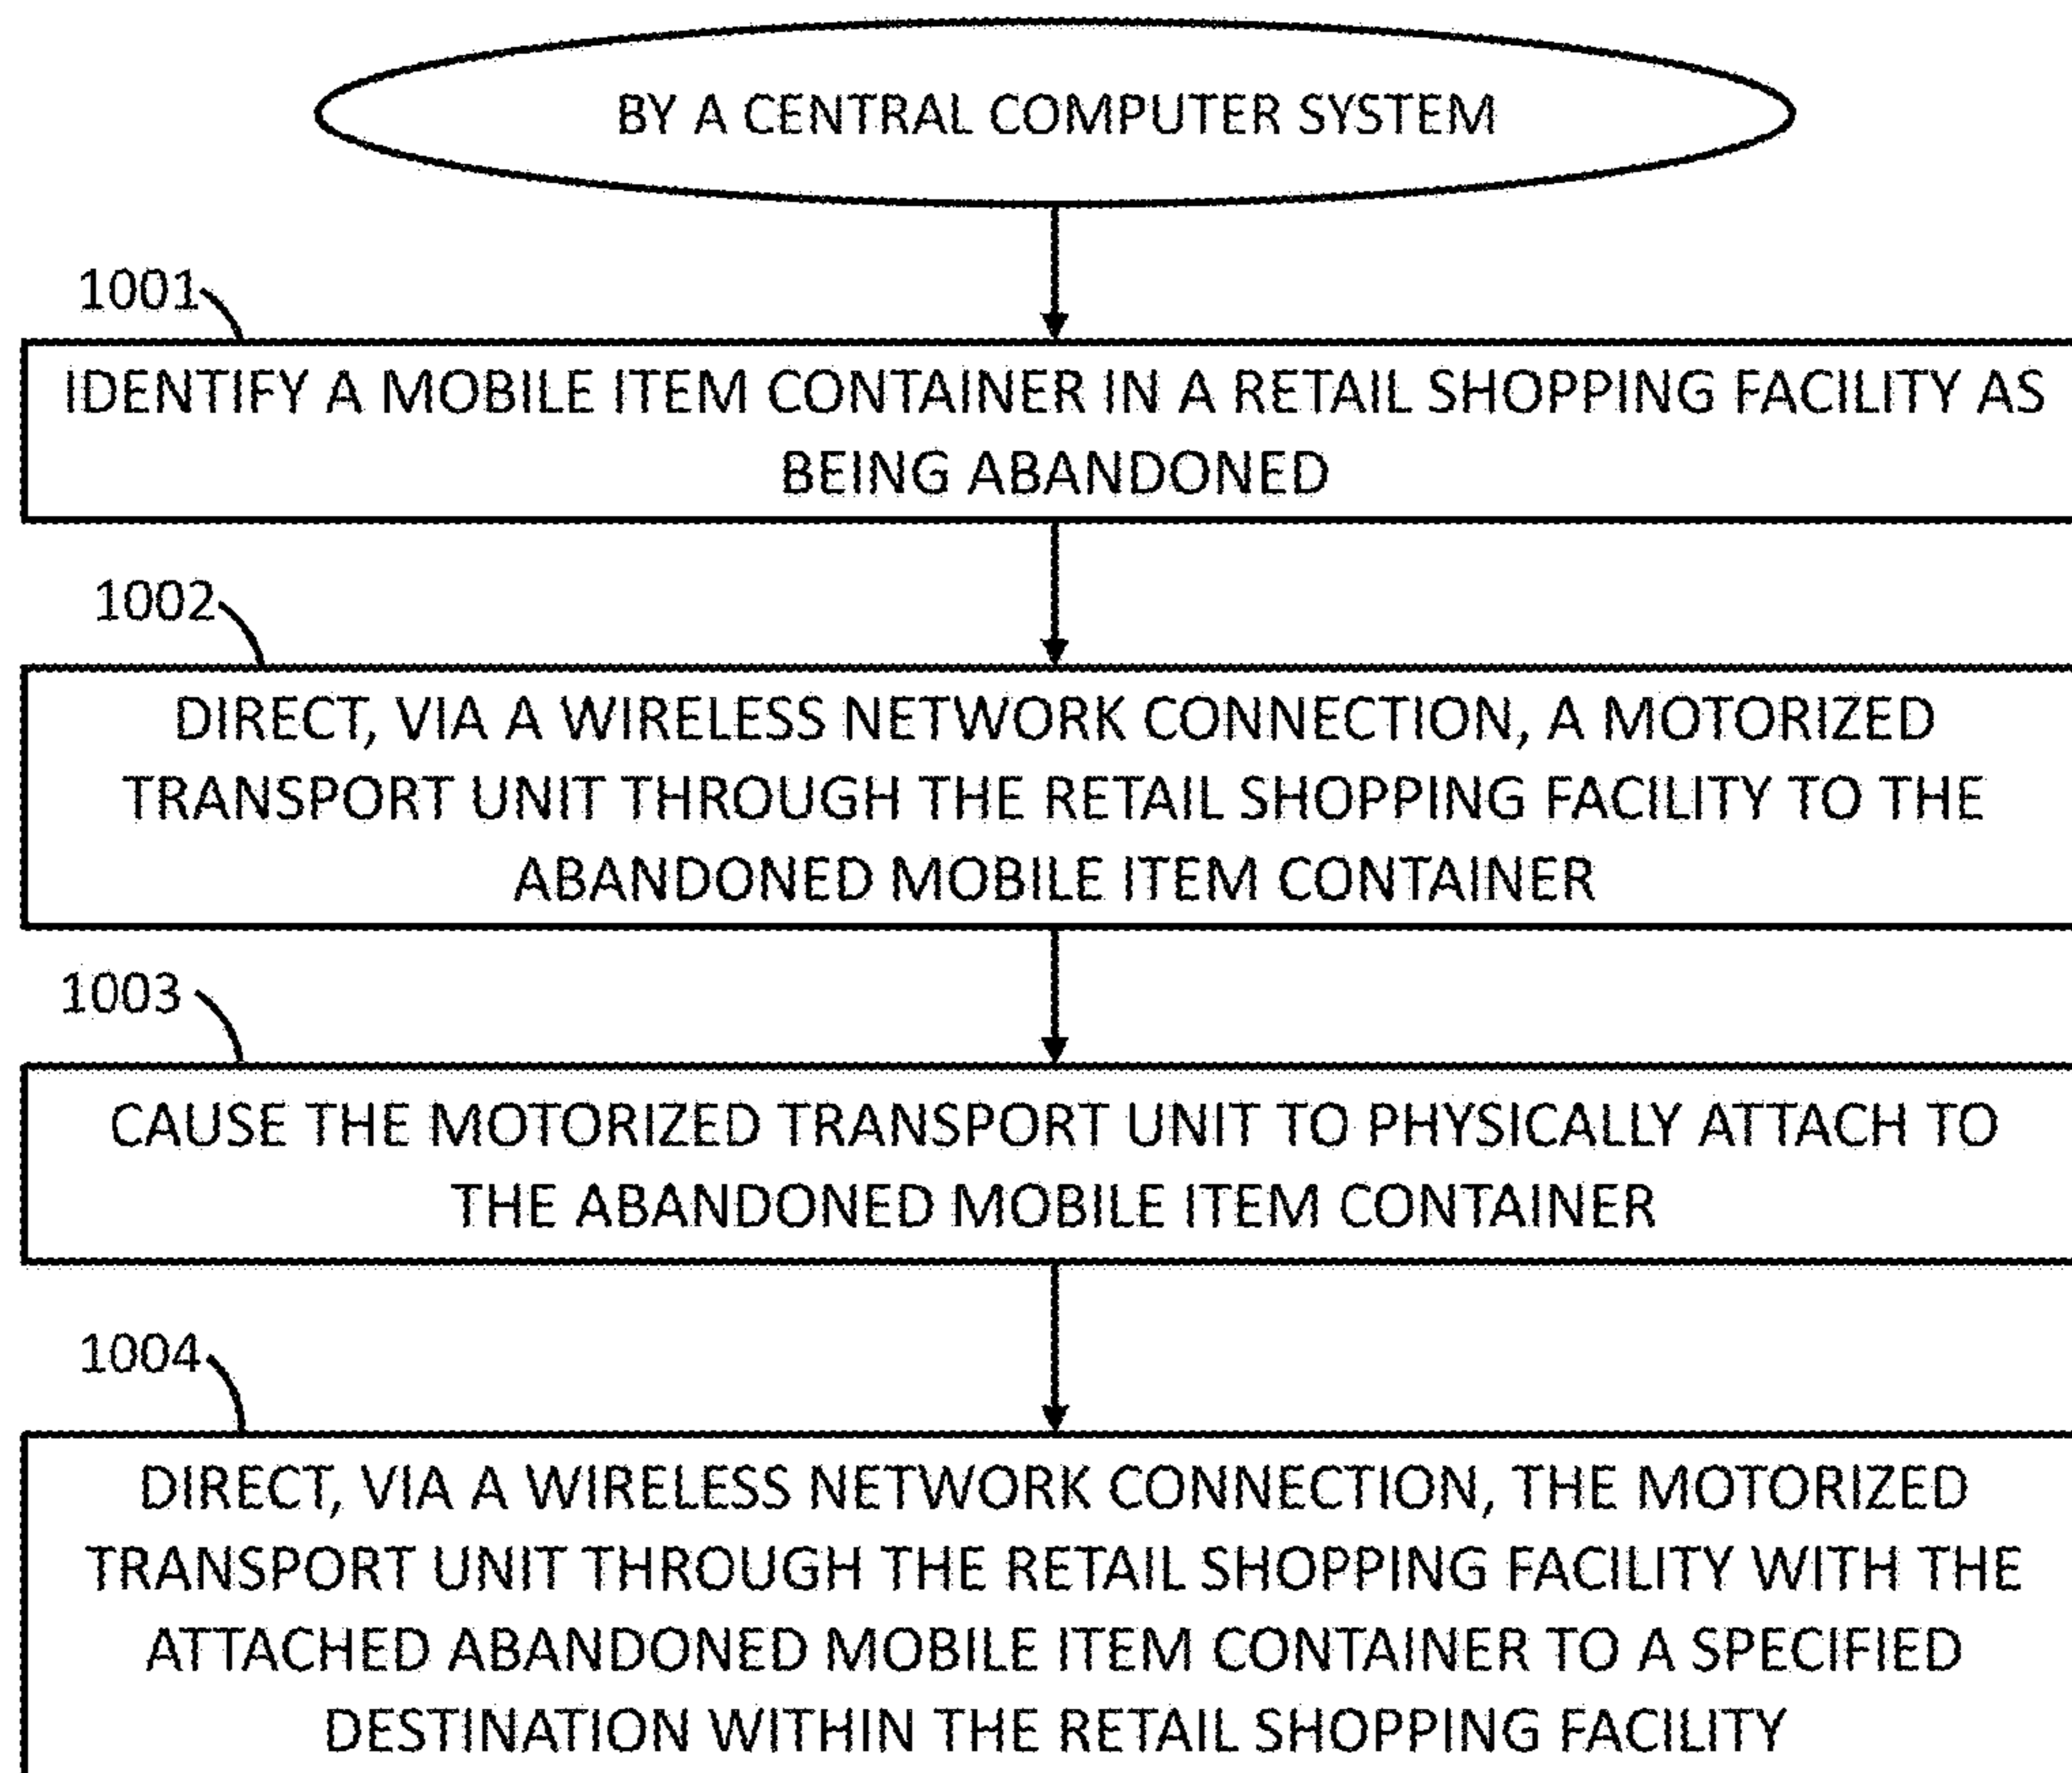 BY A CENTRAL COMPUTER SYSTEM
1001
IDENTIFY A MOBILE ITEM CONTAINER IN A RETAIL SHOPPING FACILITY AS
BEING ABANDONED
1002
DIRECT, VIA A WIRELESS NETWORK CONNECTION, A MOTORIZED
TRANSPORT UNIT THROUGH THE RETAIL SHOPPING FACILITY TO THE
ABANDONED MOBILE ITEM CONTAINER
1003
CAUSE THE MOTORIZED TRANSPORT UNIT TO PHYSICALLY ATTACH TO
THE ABANDONED MOBILE ITEM CONTAINER
1004
DIRECT, VIA A WIRELESS NETWORK CONNECTION, THE MOTORIZED
TRANSPORT UNIT THROUGH THE RETAIL SHOPPING FACILITY WITH THE
ATTACHED ABANDONED MOBILE ITEM CONTAINER TO A SPECIFIED
DESTINATION WITHIN THE RETAIL SHOPPING FACILITY